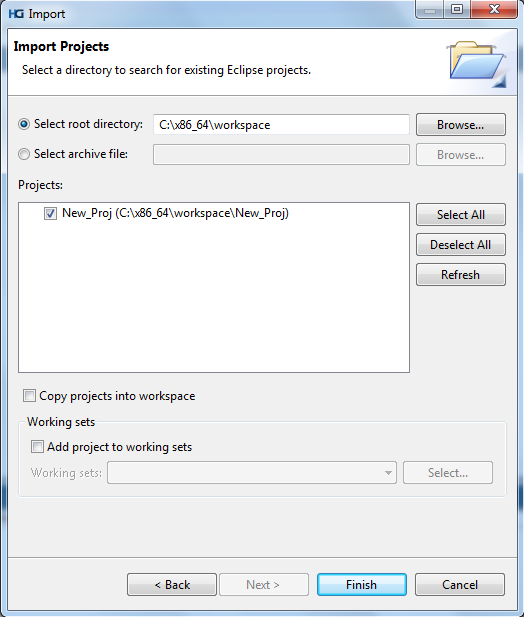 HG Import
Import Projects
Select a directory to search for existing Eclipse projects.
Select root directory: C:\x86_64\workspace Browse...
Select archive file: Browse...
Projects:
New_Proj (C:\x86_64\workspace\New_Proj) Select All
Deselect All
Refresh
Copy projects into workspace
Working sets
Add project to working sets
Working sets: Select...
< Back Next > Finish Cancel